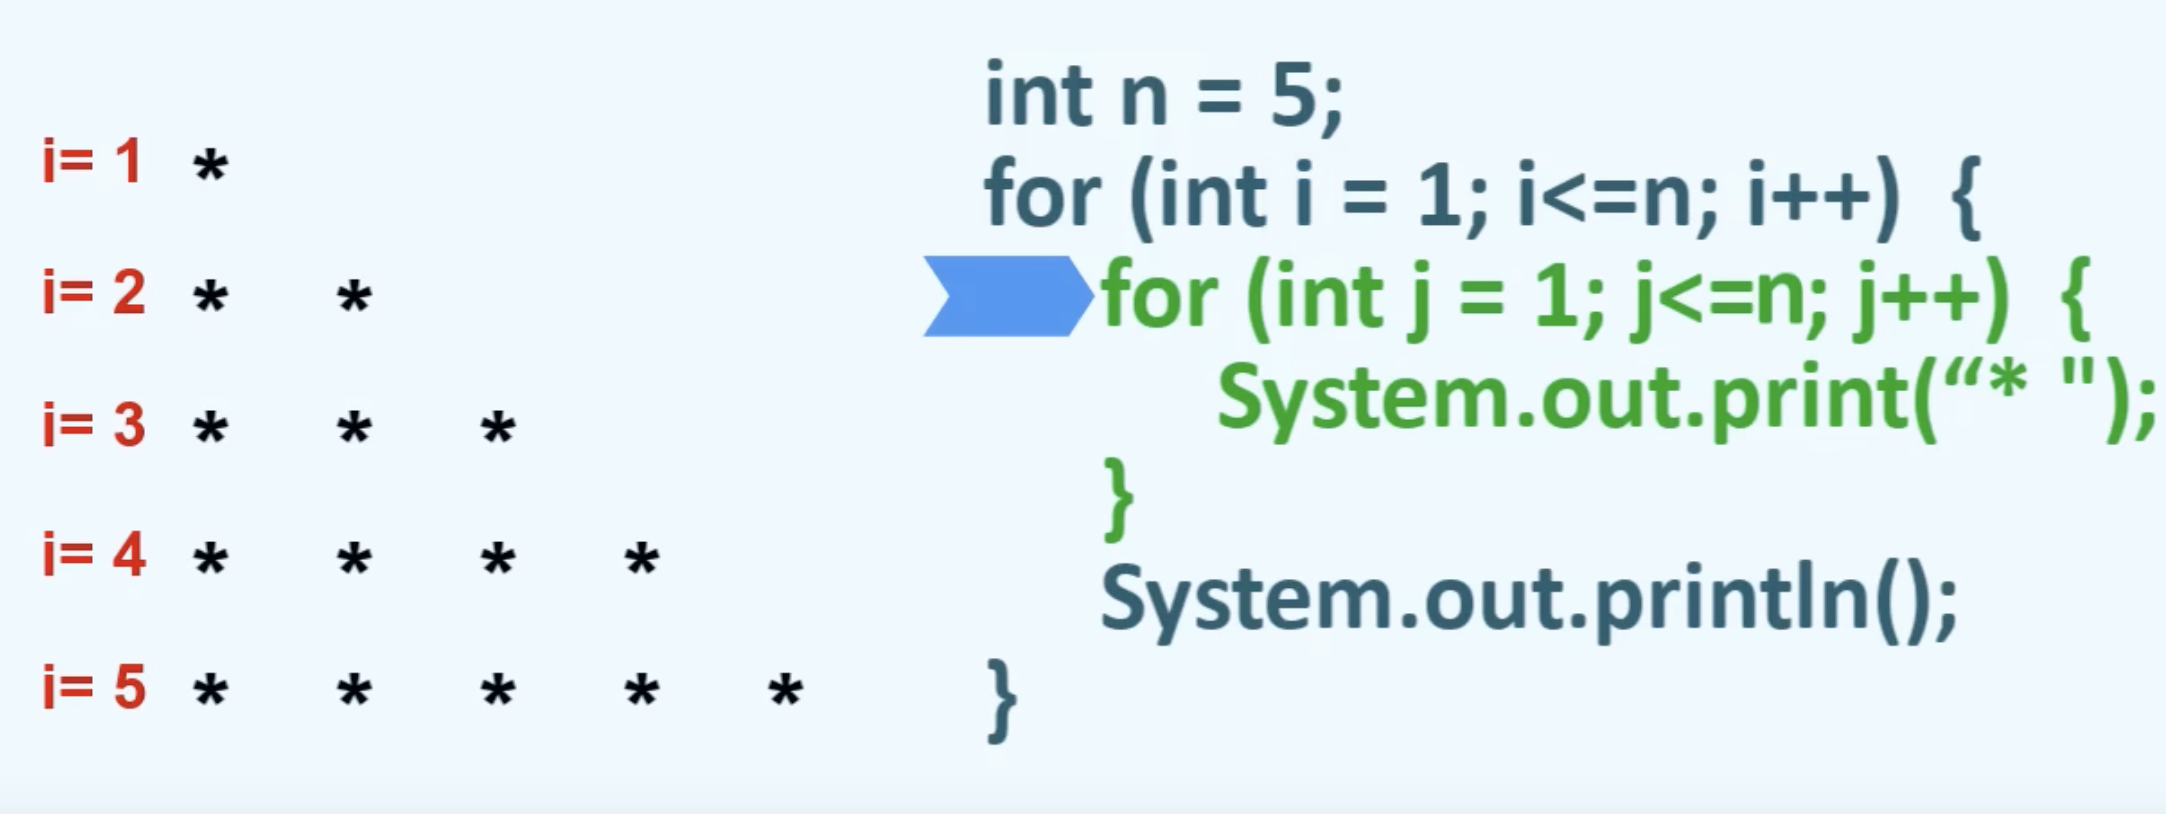 i= 1 *
i= 2 * *
i= 3 * * *
i= 4 * * * *
i= 5 * * * * *
int n = 5;
for (int i = 1; i<=n; i++) {
for (int j = 1; j<=n; j++) {
System.out.print(“* ");
}
System.out.println();
}